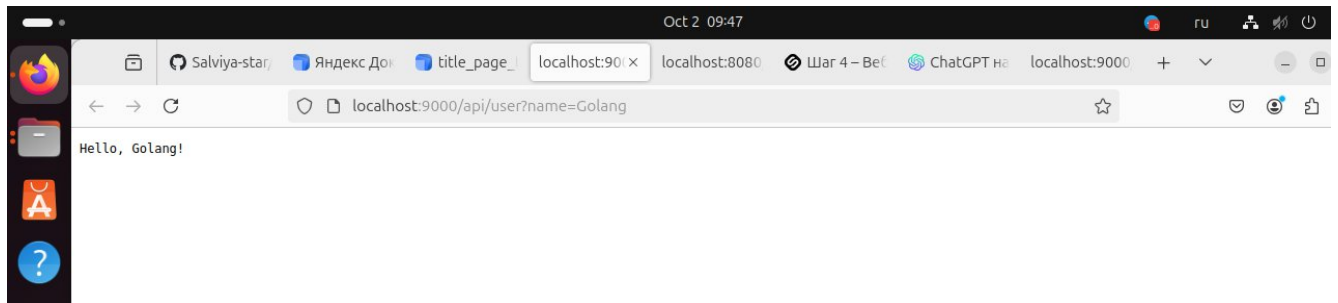 Oct 2 09:47
ru
Salviya-star/
Яндекс Док
title_page_
localhost:90
localhost:8080
Шаг 4 – Веб
ChatGPT на
localhost:9000
localhost:9000/api/user?name=Golang
Hello, Golang!